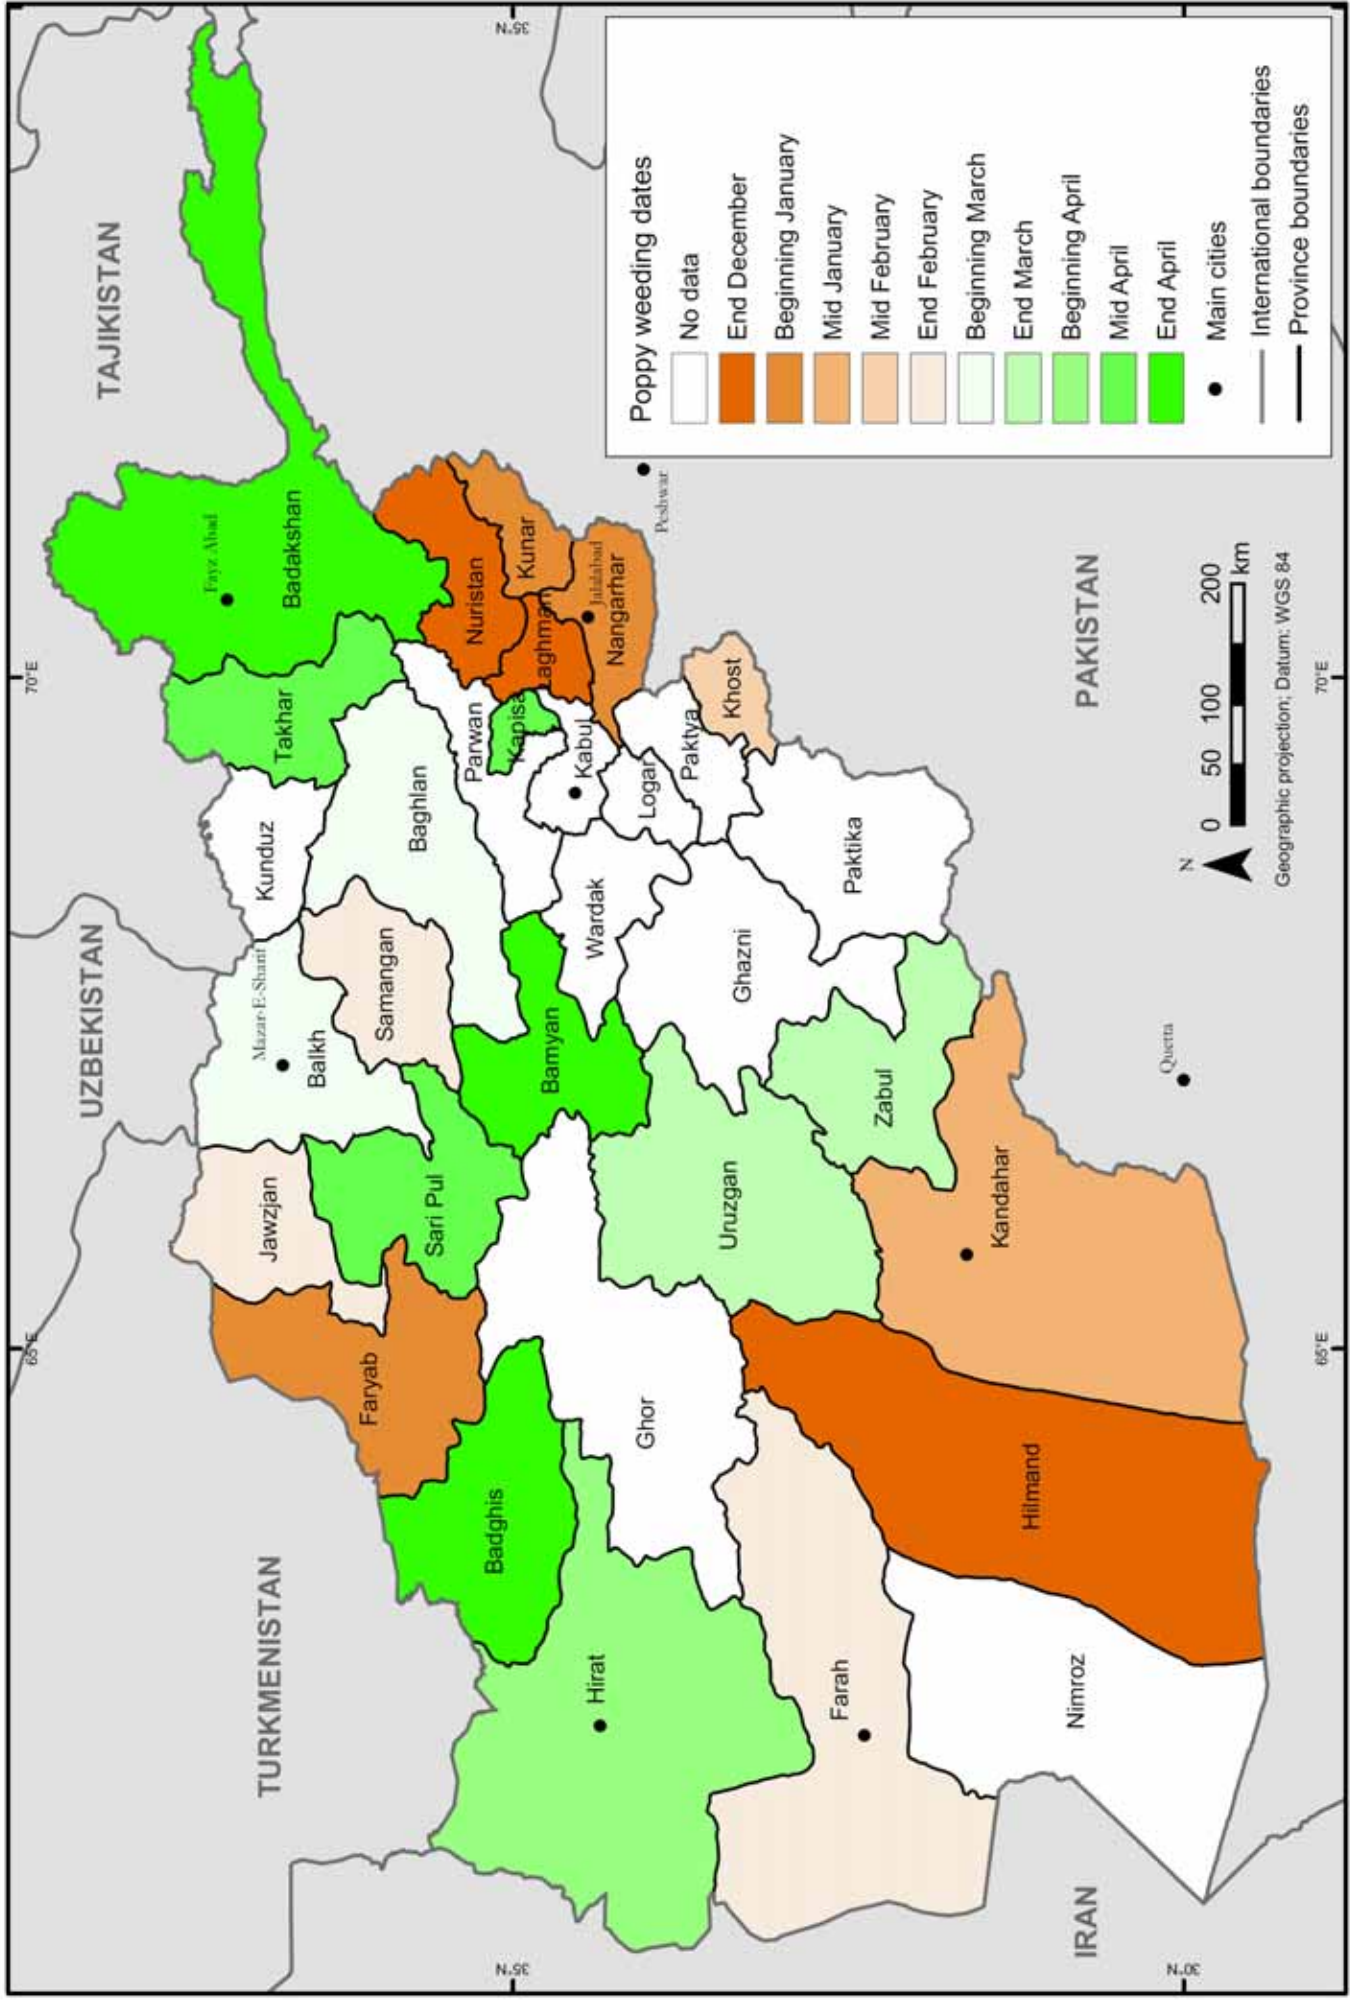 65°E
70°E
35°N
35°N
30°N
65°E
70°E
TURKMENISTAN
UZBEKISTAN
TAJIKISTAN
IRAN
PAKISTAN
Fayz Abad
Badakshan
Takhar
Kunduz
Mazar-E-Sharif
Balkh
Jawzjan
Faryab
Sari Pul
Samangan
Baghlan
Badghis
Bamyan
Parwan
Kapisa
Nuristan
Kunar
Laghman
Jalalabad
Nangarhar
Kabul
Wardak
Logar
Paktya
Khost
Hirat
Ghor
Uruzgan
Ghazni
Paktika
Farah
Zabul
Kandahar
Hilmand
Nimroz
Peshwar
Quetta
Poppy weeding dates
No data
End December
Beginning January
Mid January
Mid February
End February
Beginning March
End March
Beginning April
Mid April
End April
Main cities
International boundaries
Province boundaries
N
0 50 100 200
km
Geographic projection; Datum: WGS 84